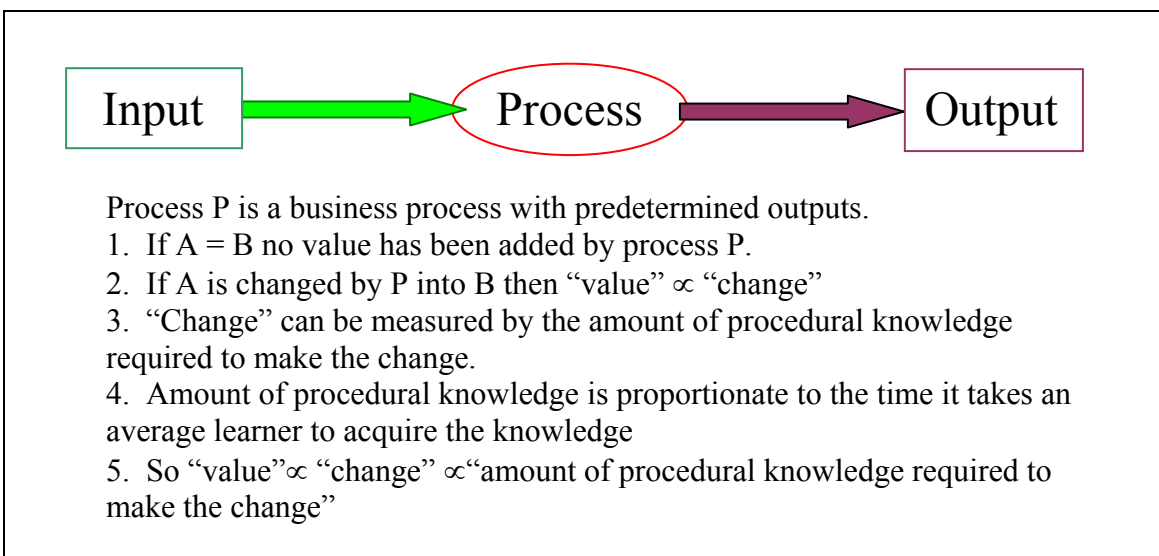 Input
Process
Output
Process P is a business process with predetermined outputs.
1.  If A = B no value has been added by process P.
2.  If A is changed by P into B then “value” ∝ “change”
3.  “Change” can be measured by the amount of procedural knowledge
required to make the change.
4.  Amount of procedural knowledge is proportionate to the time it takes an
average learner to acquire the knowledge
5.  So “value”∝ “change” ∝“amount of procedural knowledge required to
make the change”